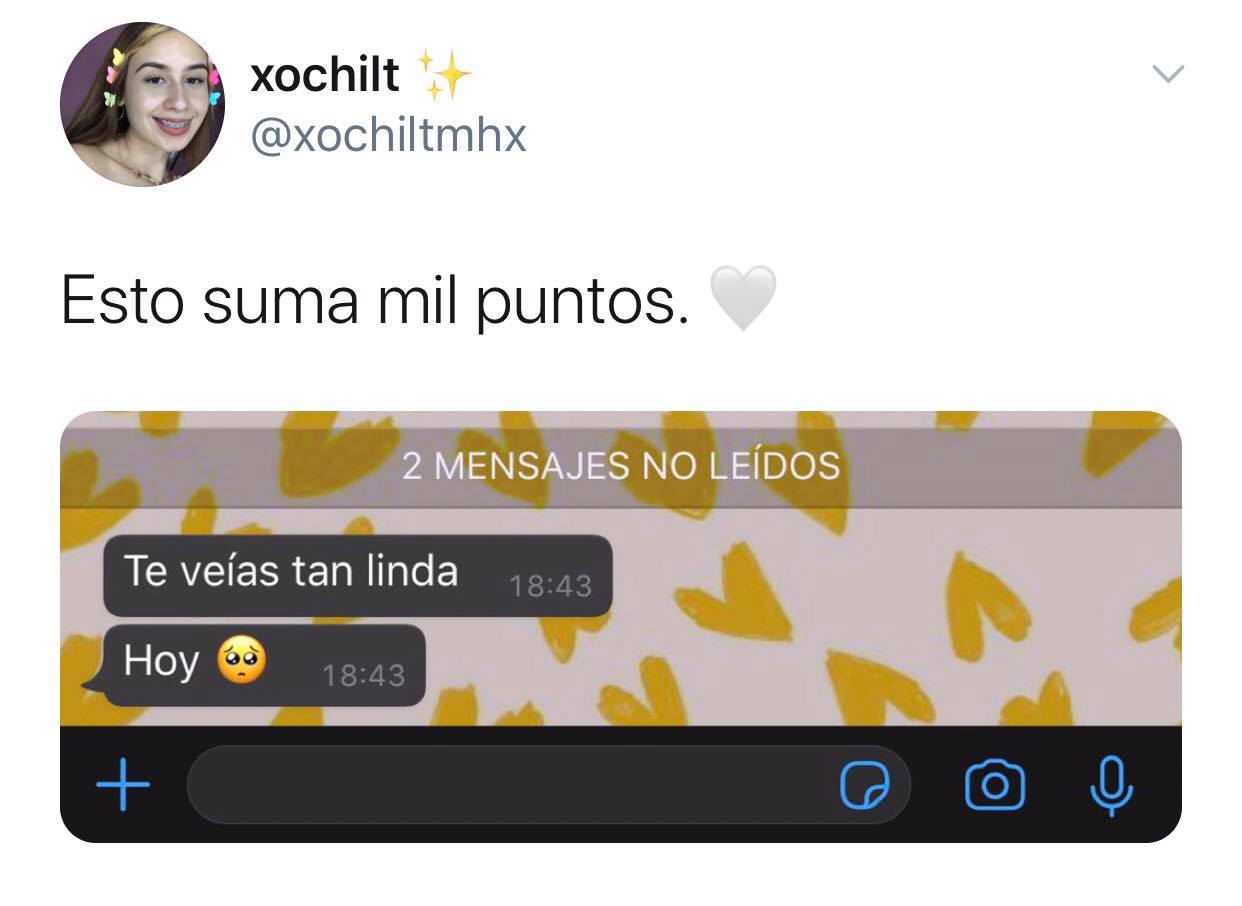 xochilt ✨
@xochiltmhx
Esto suma mil puntos. 🤍
2 MENSAJES NO LEÍDOS
Te veías tan linda 18:43
Hoy 🥺 18:43